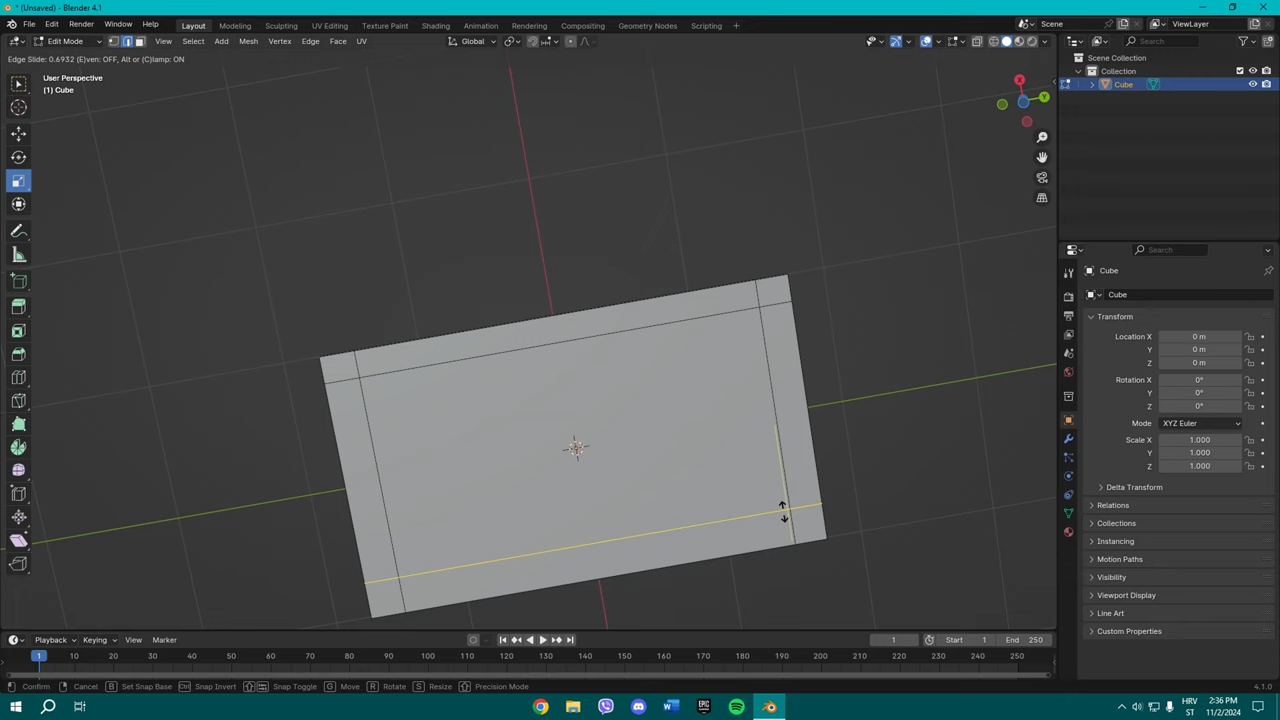 * (Unsaved) - Blender 4.1.0
File Edit Render Window Help Layout Modeling Sculpting UV Editing Texture Paint Shading Animation Rendering Compositing Geometry Nodes Scripting + Scene ViewLayer
Edit Mode View Select Add Mesh Vertex Edge Face UV Global Search
Edge Slide: 0.6932 (E)ven: OFF, Alt or (C)lamp: ON
Scene Collection
User Perspective
Collection
(1) Cube
Cube
X
Y
Search
Cube
Cube
Transform
Location X 0 m
Y 0 m
Z 0 m
Rotation X 0°
Y 0°
Z 0°
Mode XYZ Euler
Scale X 1.000
Y 1.000
Z 1.000
Delta Transform
Relations
Collections
Instancing
Motion Paths
Visibility
Viewport Display
Line Art
Custom Properties
Playback Keying View Marker 1 Start 1 End 250
1 10 20 30 40 50 60 70 80 90 100 110 120 130 140 150 160 170 180 190 200 210 220 230 240 250
Confirm Cancel B Set Snap Base Ctrl Snap Invert Snap Toggle G Move R Rotate S Resize Precision Mode 4.1.0
HRV 2:36 PM
ST 11/2/2024